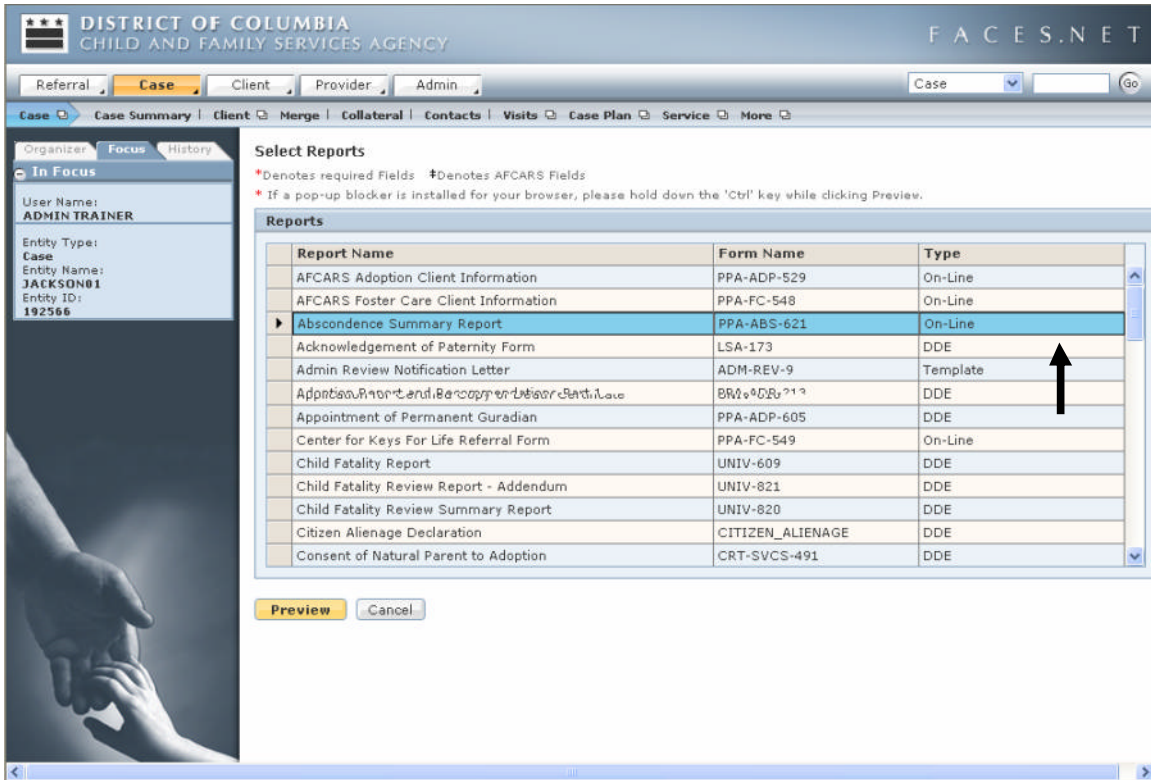 DISTRICT OF COLUMBIA
CHILD AND FAMILY SERVICES AGENCY
FACES.NET
Referral Case Client Provider Admin Case Go
Case Case Summary | Client Merge | Collateral | Contacts | Visits Case Plan Service More
Organizer Focus History
In Focus
User Name:
ADMIN TRAINER
Entity Type:
Case
Entity Name:
JACKSON01
Entity ID:
192566
Select Reports
*Denotes required Fields ‡Denotes AFCARS Fields
* If a pop-up blocker is installed for your browser, please hold down the 'Ctrl' key while clicking Preview.
Reports
Report Name Form Name Type
AFCARS Adoption Client Information PPA-ADP-529 On-Line
AFCARS Foster Care Client Information PPA-FC-548 On-Line
Abscondence Summary Report PPA-ABS-621 On-Line
Acknowledgement of Paternity Form LSA-173 DDE
Admin Review Notification Letter ADM-REV-9 Template
DDE
Appointment of Permanent Guradian PPA-ADP-605 DDE
Center for Keys For Life Referral Form PPA-FC-549 On-Line
Child Fatality Report UNIV-609 DDE
Child Fatality Review Report - Addendum UNIV-821 DDE
Child Fatality Review Summary Report UNIV-820 DDE
Citizen Alienage Declaration CITIZEN_ALIENAGE DDE
Consent of Natural Parent to Adoption CRT-SVCS-491 DDE
Preview Cancel